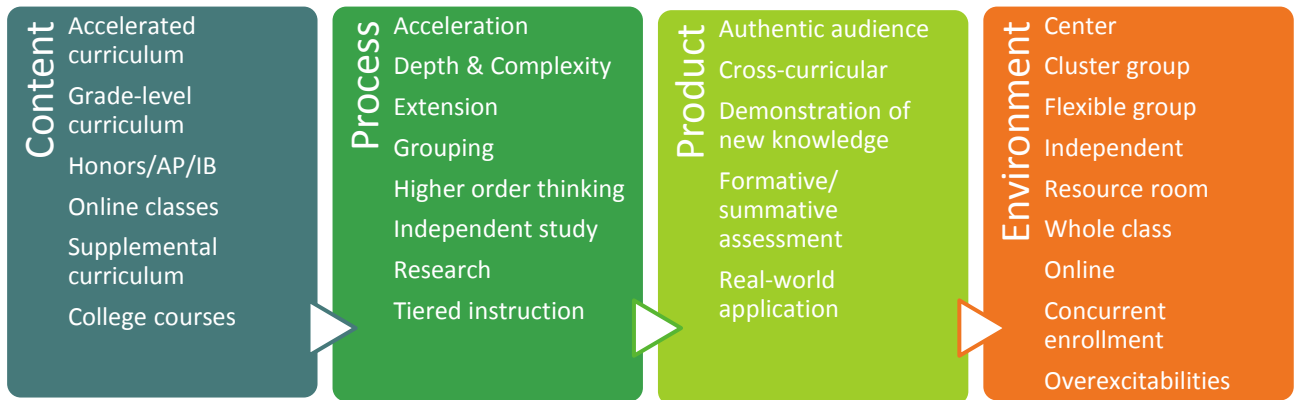 Content
Accelerated
curriculum
Grade-level
curriculum
Honors/AP/IB
Online classes
Supplemental
curriculum
College courses
Process
Acceleration
Depth & Complexity
Extension
Grouping
Higher order thinking
Independent study
Research
Tiered instruction
Product
Authentic audience
Cross-curricular
Demonstration of
new knowledge
Formative/
summative
assessment
Real-world
application
Environment
Center
Cluster group
Flexible group
Independent
Resource room
Whole class
Online
Concurrent
enrollment
Overexcitabilities